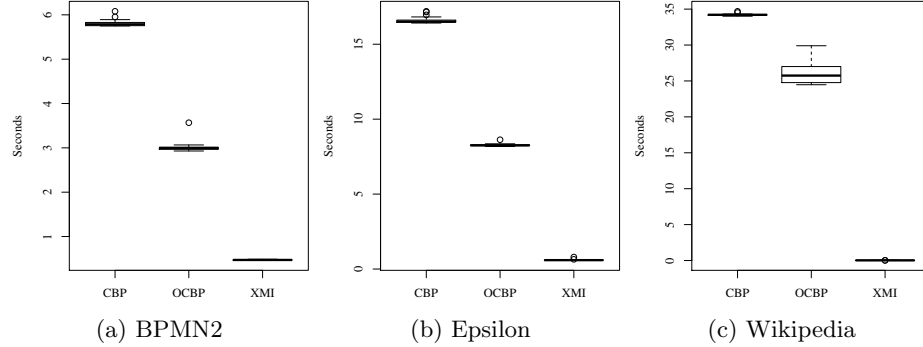 Seconds
6
5
4
3
2
1
CBP OCBP XMI
(a) BPMN2
Seconds
15
10
5
0
CBP OCBP XMI
(b) Epsilon
Seconds
35
30
25
20
15
10
5
0
CBP OCBP XMI
(c) Wikipedia